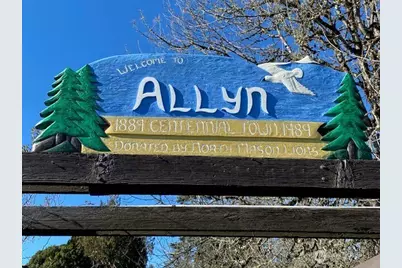 WELCOME TO
ALLYN
1889 CENTENNIAL TOWN 1989
DONATED BY NORTH MASON LIONS